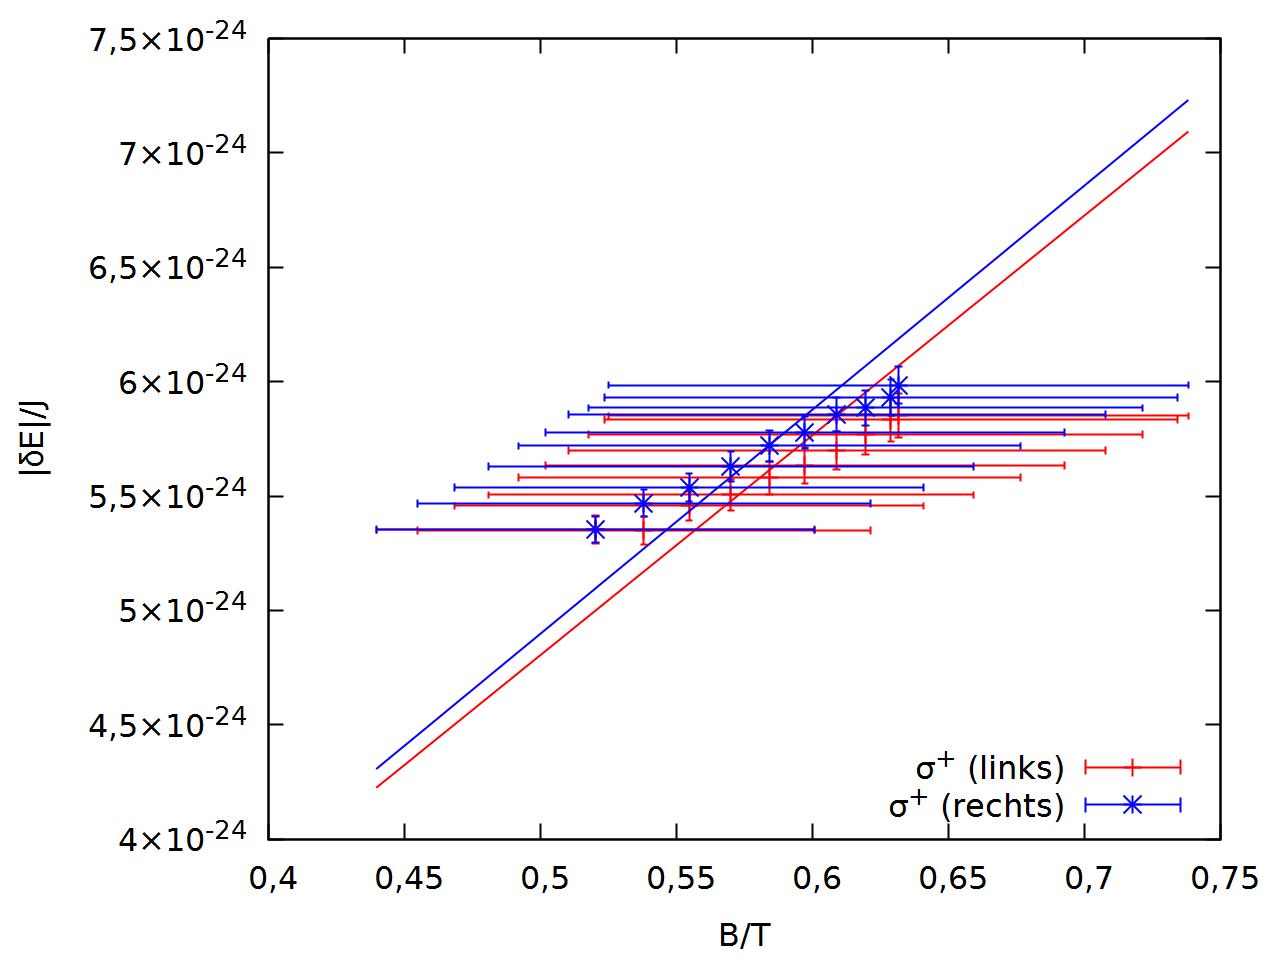 7,5×10⁻²⁴
7×10⁻²⁴
6,5×10⁻²⁴
6×10⁻²⁴
5,5×10⁻²⁴
5×10⁻²⁴
4,5×10⁻²⁴
4×10⁻²⁴
|δE|/J
σ⁺ (links)
σ⁺ (rechts)
0,4 0,45 0,5 0,55 0,6 0,65 0,7 0,75
B/T